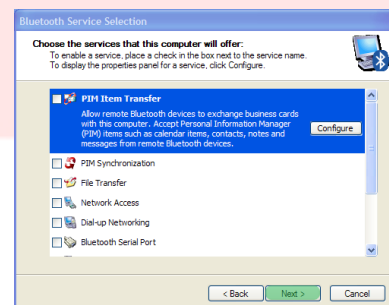 Bluetooth Service Selection
Choose the services that this computer will offer:
To enable a service, place a check in the box next to the service name.
To display the properties panel for a service, click Configure.
PIM Item Transfer
Allow remote Bluetooth devices to exchange business cards
with this computer. Accept Personal Information Manager
(PIM) items such as calendar items, contacts, notes and
messages from remote Bluetooth devices.
Configure
PIM Synchronization
File Transfer
Network Access
Dial-up Networking
Bluetooth Serial Port
< Back
Next >
Cancel